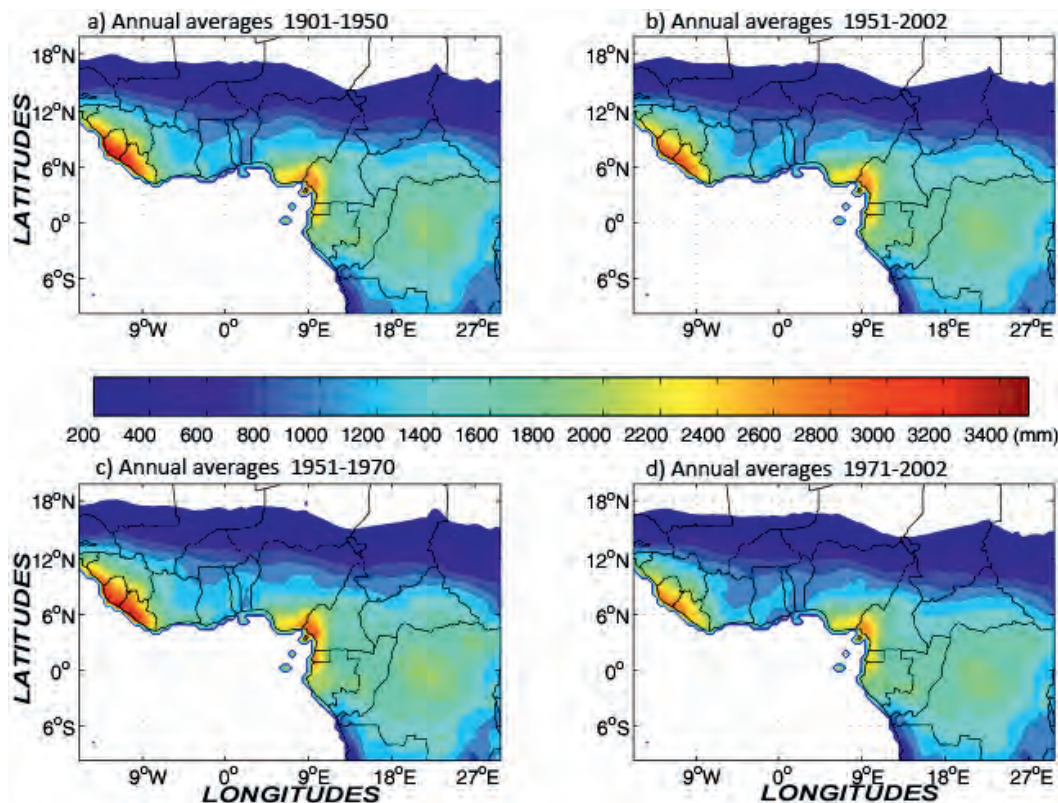 a) Annual averages 1901-1950
b) Annual averages 1951-2002
18°N
12°N
6°N
0°
6°S
LATITUDES
9°W
0°
9°E
18°E
27°E
LONGITUDES
18°N
12°N
6°N
0°
6°S
9°W
0°
9°E
18°E
27°E
200 400 600 800 1000 1200 1400 1600 1800 2000 2200 2400 2600 2800 3000 3200 3400 (mm)
c) Annual averages 1951-1970
d) Annual averages 1971-2002
18°N
12°N
6°N
0°
6°S
LATITUDES
9°W
0°
9°E
18°E
27°E
LONGITUDES
18°N
12°N
6°N
0°
6°S
9°W
0°
9°E
18°E
27°E
LONGITUDES